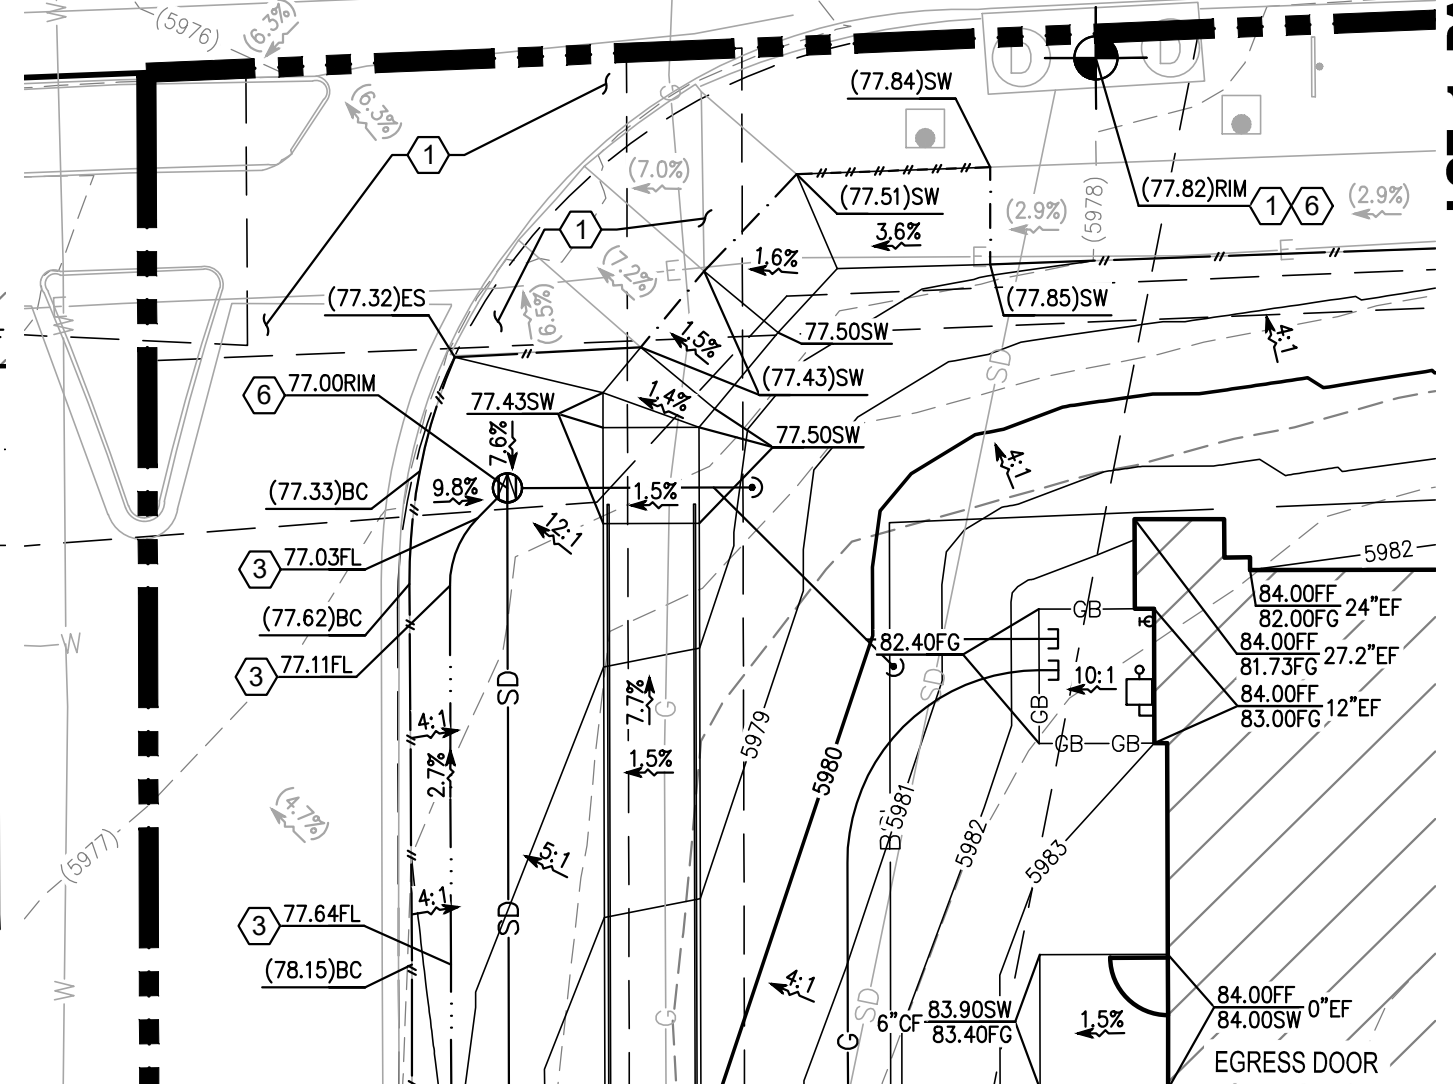 (5976)
(6.3%)
(6.3%)
D
D
(77.84)SW
S
1
(7.0%)
(77.51)SW
(2.9%)
(5978)
(77.82)RIM
1
6
(2.9%)
1
3.6%
E
E
E
E
1.6%
(7.2%)
(6.5%)
(77.32)ES
W
W
(77.85)SW
77.50SW
1.5%
4:1
SD
6
77.00RIM
(77.43)SW
77.43SW
1.4%
77.50SW
7.6%
4:1
(77.33)BC
9.8%
1.5%
12:1
3
77.03FL
5982
(77.62)BC
84.00FF
82.00FG
24"EF
GB
W
82.40FG
84.00FF
81.73FG
27.2"EF
3
77.11FL
SD
SD
10:1
84.00FF
83.00FG
12"EF
7.7%
G
GB
4:1
5979
GB
GB
2.7%
5980
(4.7%)
5981
(5977)
5:1
5982
5983
4:1
SD
3
77.64FL
(78.15)BC
W
4:1
84.00FF
84.00SW
0"EF
1.5%
G
SD
6"CF
83.90SW
83.40FG
1.5%
G
EGRESS DOOR